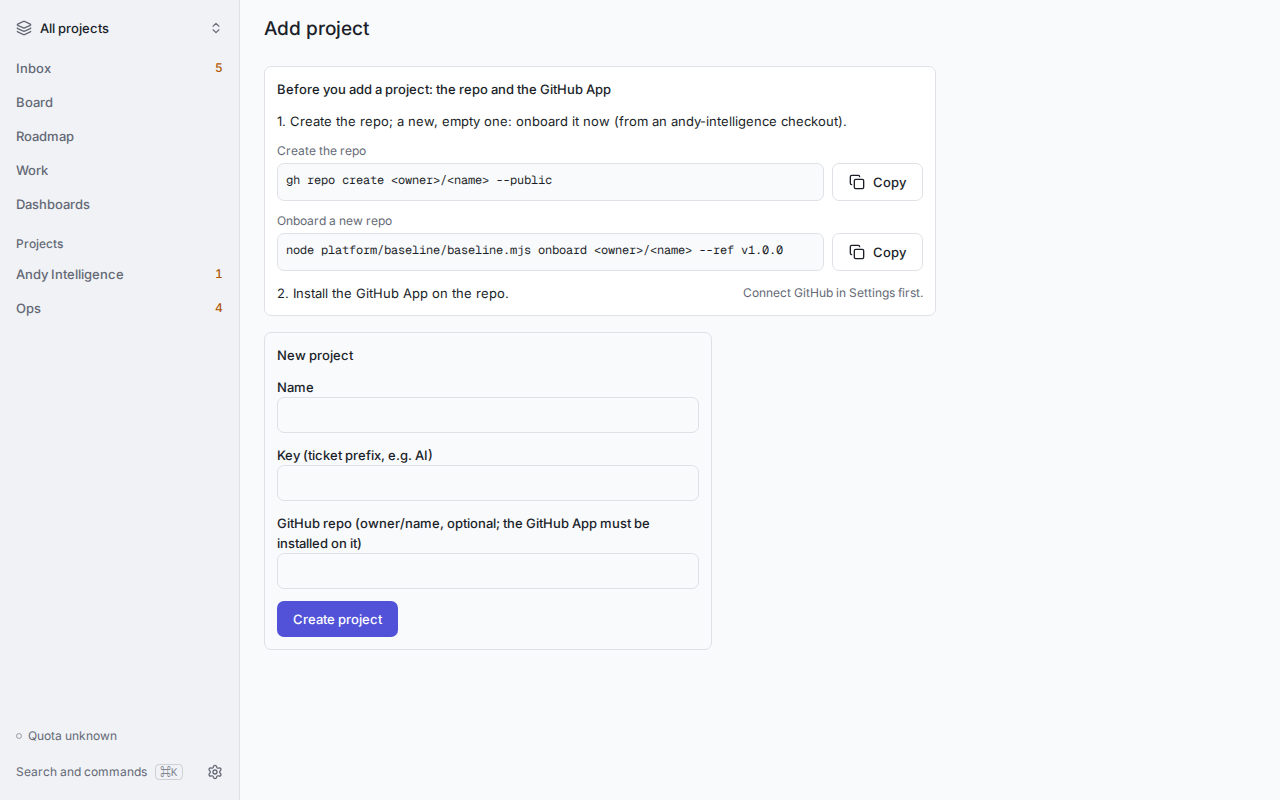 All projects
Inbox 5
Board
Roadmap
Work
Dashboards
Projects
Andy Intelligence 1
Ops 4
Quota unknown
Search and commands ⌘K
Add project
Before you add a project: the repo and the GitHub App
1. Create the repo; a new, empty one: onboard it now (from an andy-intelligence checkout).
Create the repo
gh repo create <owner>/<name> --public
Copy
Onboard a new repo
node platform/baseline/baseline.mjs onboard <owner>/<name> --ref v1.0.0
Copy
2. Install the GitHub App on the repo.
Connect GitHub in Settings first.
New project
Name
Key (ticket prefix, e.g. AI)
GitHub repo (owner/name, optional; the GitHub App must be
installed on it)
Create project